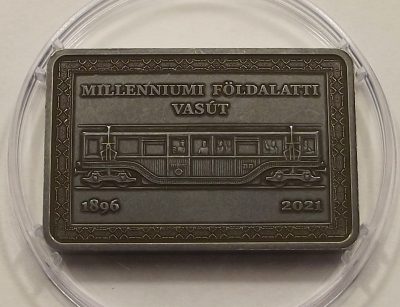 MILLENNIUMI FÖLDALATTI
VASÚT
1896 2021